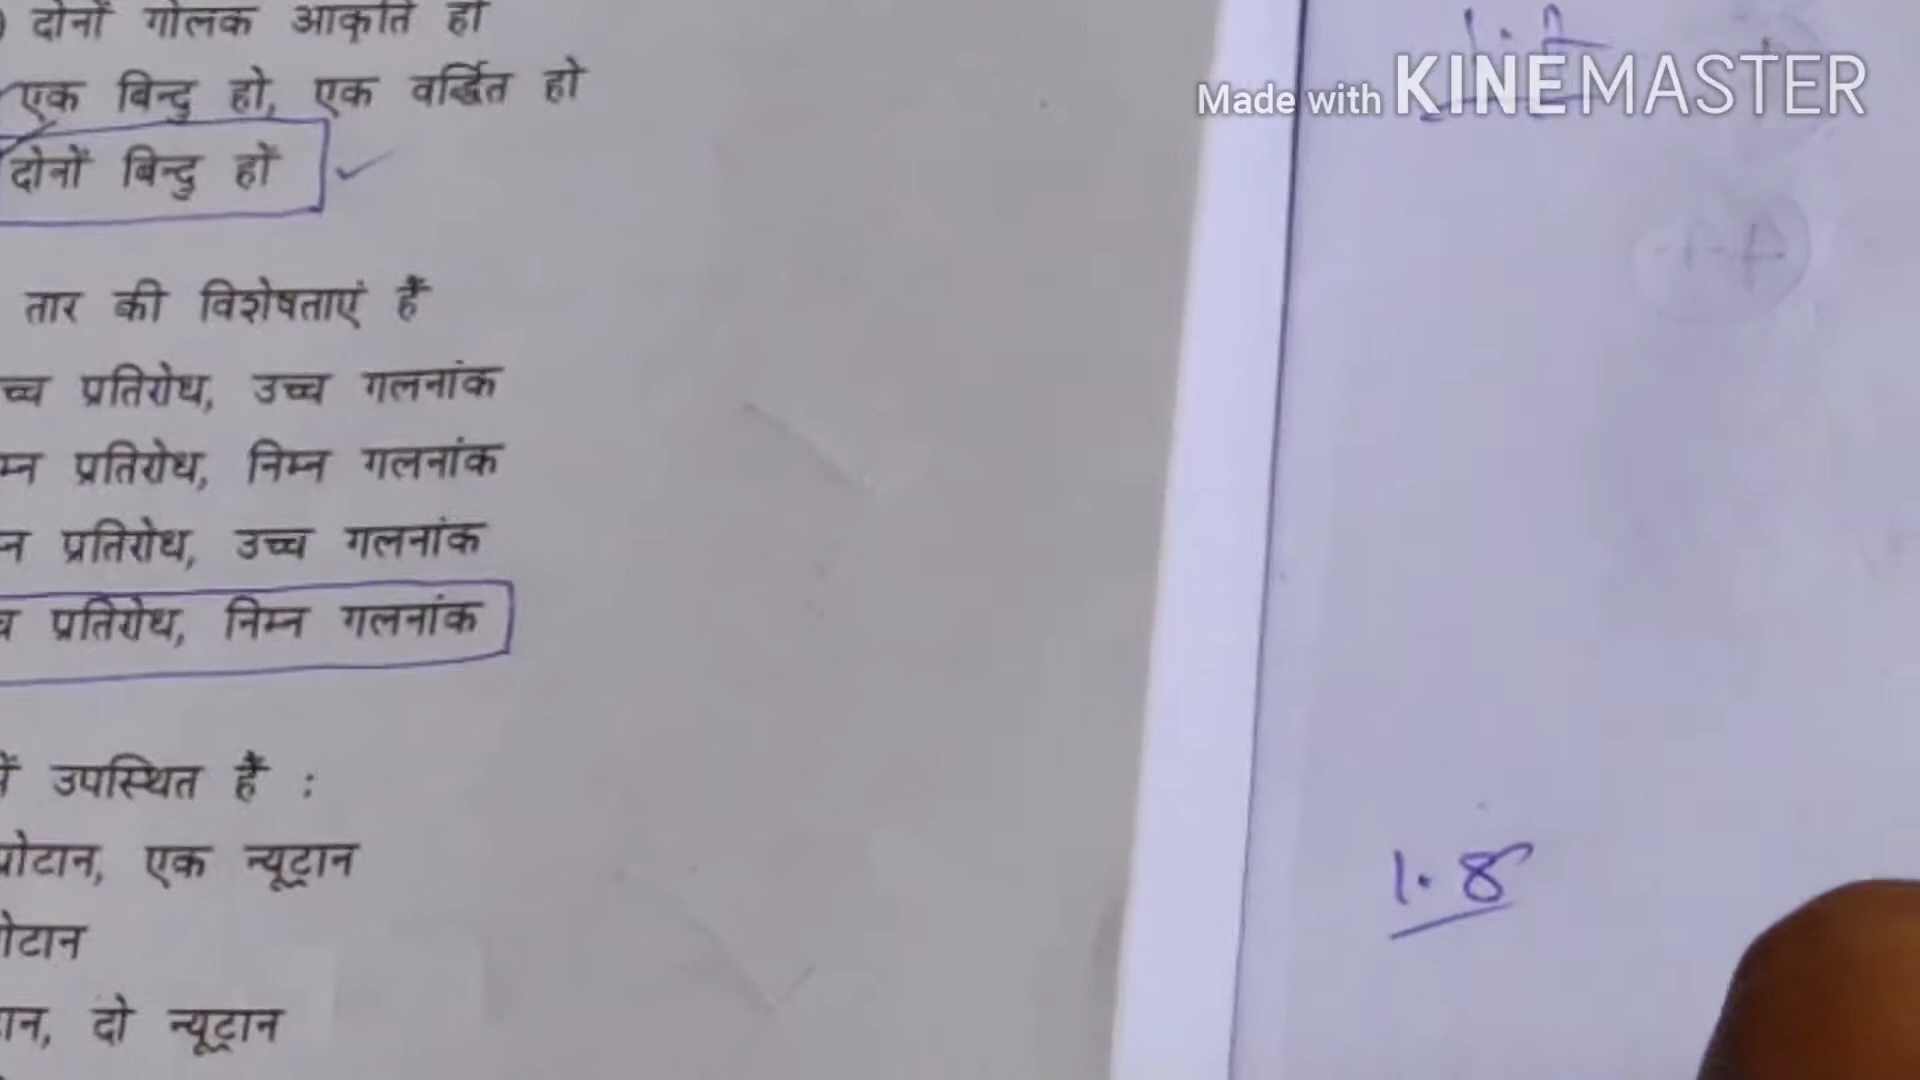 दोनों गोलक आकृति हों
एक बिन्दु हो, एक वर्द्धित हो
दोनों बिन्दु हों
तार की विशेषताएं हैं
प्रतिरोध, उच्च गलनांक
प्रतिरोध, निम्न गलनांक
प्रतिरोध, उच्च गलनांक
प्रतिरोध, निम्न गलनांक
उपस्थित हैं :
एक न्यूट्रान
दो न्यूट्रान
Made with KINEMASTER
1.8